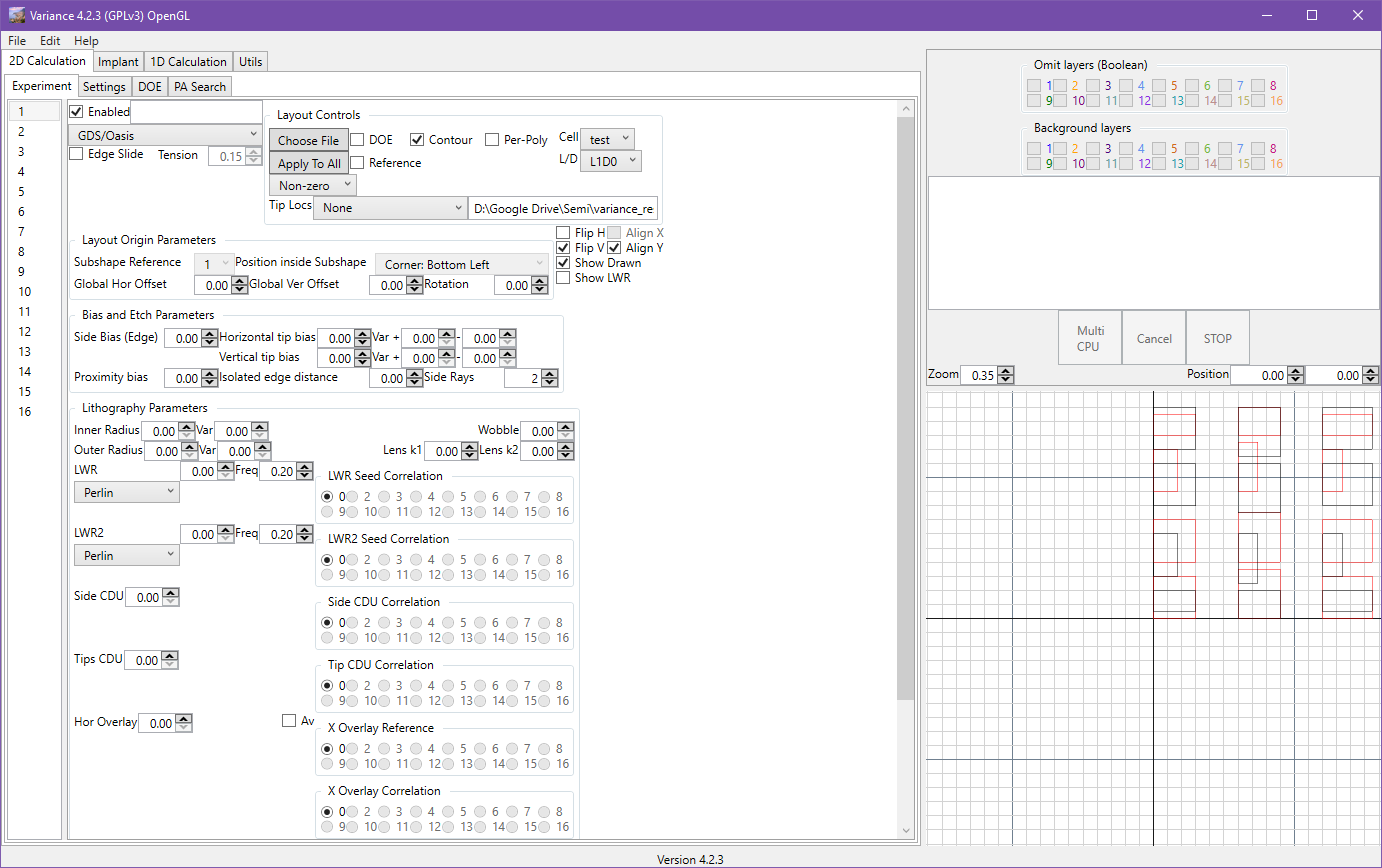 Variance 4.2.3 (GPLv3) OpenGL
File Edit Help
2D Calculation Implant 1D Calculation Utils
Experiment Settings DOE PA Search
1
2
3
4
5
6
7
8
9
10
11
12
13
14
15
16
Enabled
GDS/Oasis
Edge Slide Tension 0.15
Layout Controls
Choose File DOE Contour Per-Poly Cell test
Apply To All Reference L/D L1D0
Non-zero
Tip Locs None D:\Google Drive\Semi\variance_re
Flip H Align X
Flip V Align Y
Show Drawn
Show LWR
Layout Origin Parameters
Subshape Reference 1 Position inside Subshape Corner: Bottom Left
Global Hor Offset 0.00 Global Ver Offset 0.00 Rotation 0.00
Bias and Etch Parameters
Side Bias (Edge) 0.00 Horizontal tip bias 0.00 Var + 0.00 - 0.00
Vertical tip bias 0.00 Var + 0.00 - 0.00
Proximity bias 0.00 Isolated edge distance 0.00 Side Rays 2
Lithography Parameters
Inner Radius 0.00 Var 0.00 Wobble 0.00
Outer Radius 0.00 Var 0.00 Lens k1 0.00 Lens k2 0.00
LWR 0.00 Freq 0.20
Perlin
LWR Seed Correlation
0 2 3 4 5 6 7 8
9 10 11 12 13 14 15 16
LWR2 0.00 Freq 0.20
Perlin
LWR2 Seed Correlation
0 2 3 4 5 6 7 8
9 10 11 12 13 14 15 16
Side CDU 0.00
Side CDU Correlation
0 2 3 4 5 6 7 8
9 10 11 12 13 14 15 16
Tips CDU 0.00
Tip CDU Correlation
0 2 3 4 5 6 7 8
9 10 11 12 13 14 15 16
Hor Overlay 0.00 Av
X Overlay Reference
0 2 3 4 5 6 7 8
9 10 11 12 13 14 15 16
X Overlay Correlation
0 2 3 4 5 6 7 8
9 10 11 12 13 14 15 16
Omit layers (Boolean)
1 2 3 4 5 6 7 8
9 10 11 12 13 14 15 16
Background layers
1 2 3 4 5 6 7 8
9 10 11 12 13 14 15 16
Multi
CPU
Cancel
STOP
Zoom 0.35 Position 0.00 0.00
Version 4.2.3